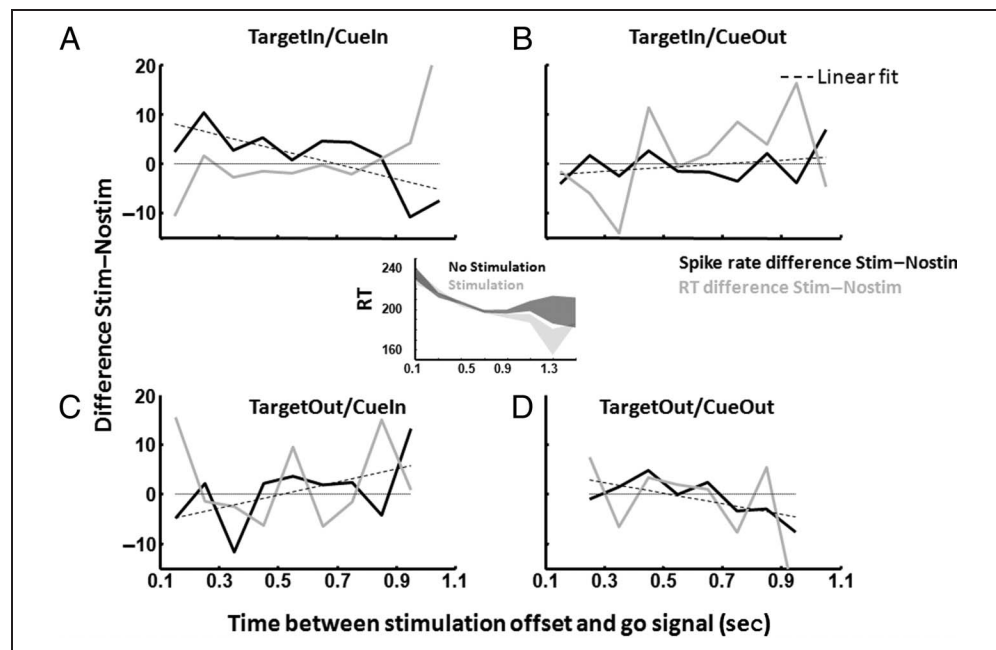 A
TargetIn/CueIn
B
TargetIn/CueOut
20
10
0
−10
Linear fit
Difference Stim–Nostim
No Stimulation
Stimulation
RT
240
200
160
0.1 0.5 0.9 1.3
Spike rate difference Stim–Nostin
RT difference Stim–Nostim
C
TargetOut/CueIn
D
TargetOut/CueOut
20
10
0
−10
0.1 0.3 0.5 0.7 0.9 1.1
0.1 0.3 0.5 0.7 0.9 1.1
Time between stimulation offset and go signal (sec)